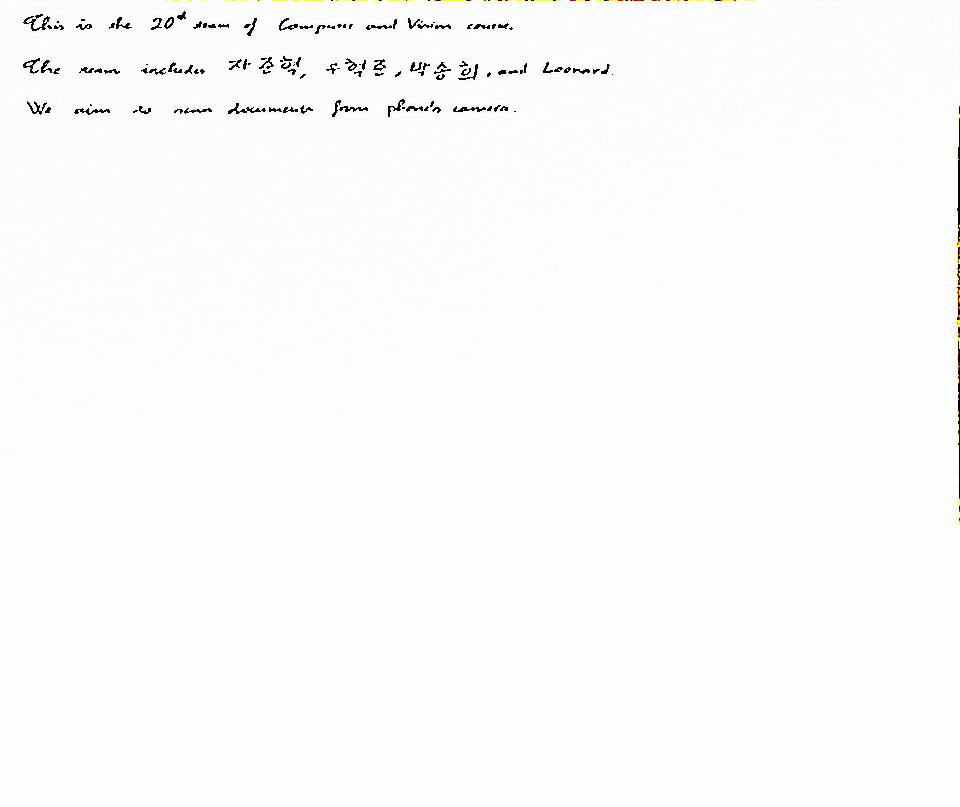 This is the 20th team of Computer and Vision course.
The team includes 차준혁, 우혁준, 박송희, and Leonard.
We aim to scan documents from phone's camera.